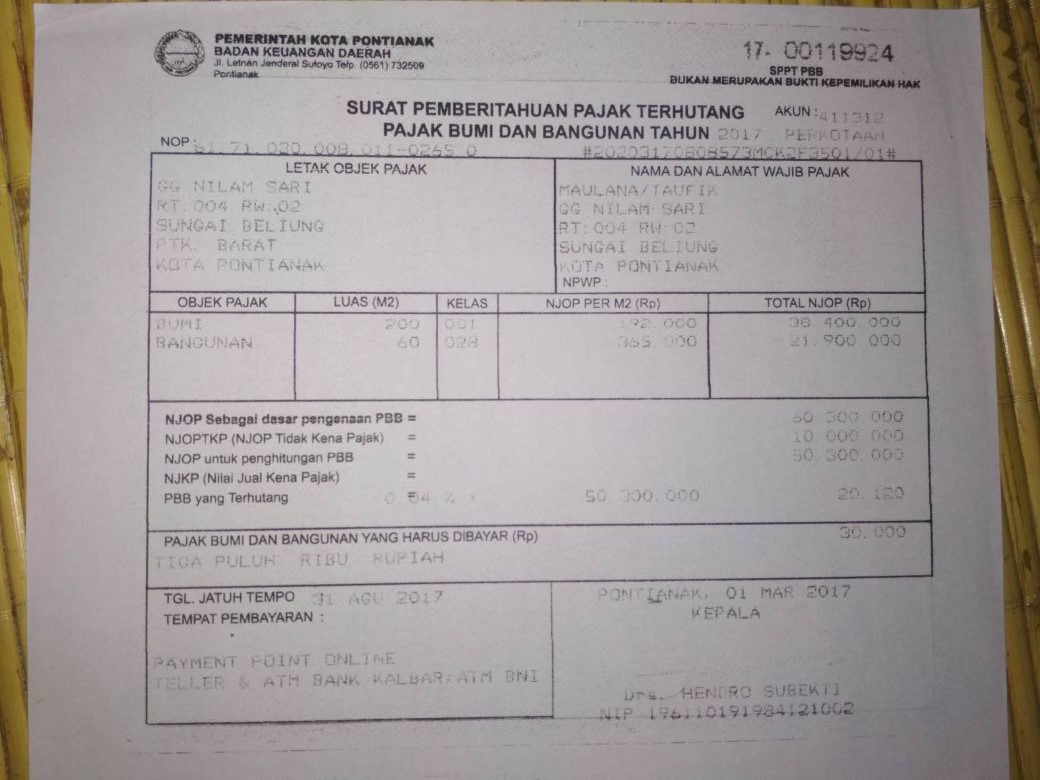 PEMERINTAH KOTA PONTIANAK
BADAN KEUANGAN DAERAH
Jl. Letnan Jenderal Sutoyo Telp. (0561) 732509
Pontianak
17. 00119924
SPPT PBB
BUKAN MERUPAKAN BUKTI KEPEMILIKAN HAK
SURAT PEMBERITAHUAN PAJAK TERHUTANG
AKUN : 411312
PAJAK BUMI DAN BANGUNAN TAHUN 2017 PERKOTAAN
NOP : 61.71.030.008.011-0265.0
#20203170808573MCK2F3501/01#
LETAK OBJEK PAJAK
GG NILAM SARI
RT:004 RW:02
SUNGAI BELIUNG
PTK. BARAT
KOTA PONTIANAK
NAMA DAN ALAMAT WAJIB PAJAK
MAULANA/TAUFIK
GG NILAM SARI
RT:004 RW:02
SUNGAI BELIUNG
KOTA PONTIANAK
NPWP :
OBJEK PAJAK LUAS (M2) KELAS NJOP PER M2 (Rp) TOTAL NJOP (Rp)
BUMI 200 192.000 38.400.000
BANGUNAN 60 028 365.000 21.900.000
NJOP Sebagai dasar pengenaan PBB = 60.300.000
NJOPTKP (NJOP Tidak Kena Pajak) = 10.000.000
NJOP untuk penghitungan PBB = 50.300.000
NJKP (Nilai Jual Kena Pajak) =
PBB yang Terhutang 0.04 % x 50.300.000 20.120
PAJAK BUMI DAN BANGUNAN YANG HARUS DIBAYAR (Rp) 30.000
TIGA PULUH RIBU RUPIAH
TGL. JATUH TEMPO 31 AGU 2017
TEMPAT PEMBAYARAN :
PAYMENT POINT ONLINE
TELLER & ATM BANK KALBAR, ATM BNI
PONTIANAK, 01 MAR 2017
KEPALA
Drs. HENDRO SUBEKTI
NIP 196110191984121002